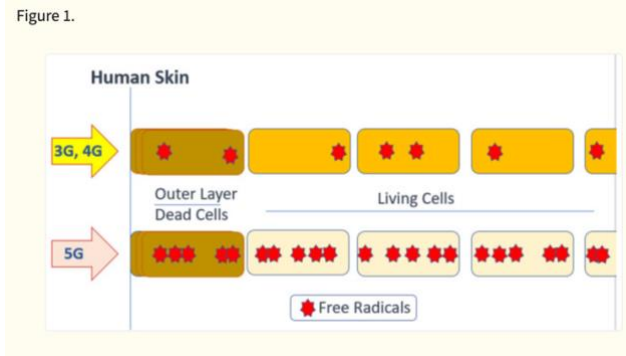 Figure 1.
Human Skin
3G, 4G
Outer Layer
Dead Cells
Living Cells
5G
Free Radicals